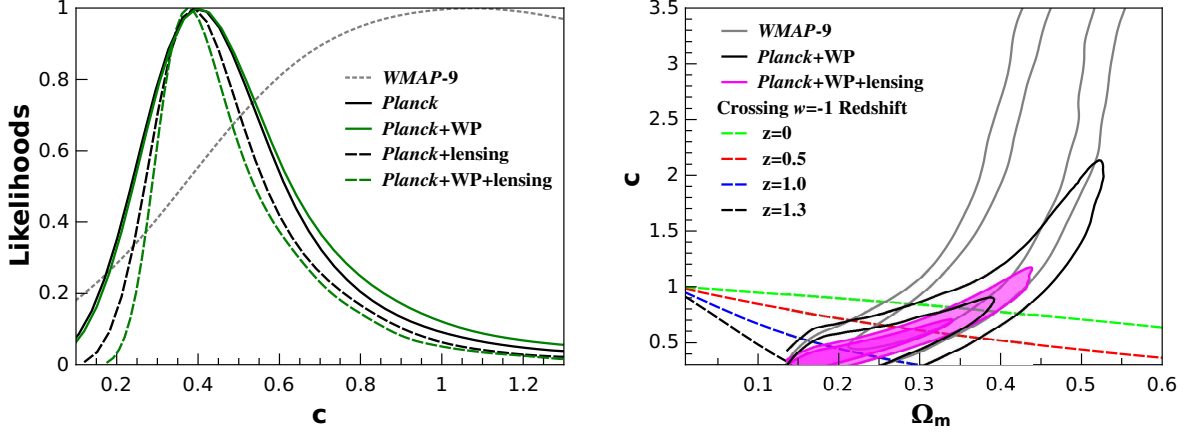 Likelihoods
1
0.8
0.6
0.4
0.2
0
WMAP-9
Planck
Planck+WP
Planck+lensing
Planck+WP+lensing
0.2 0.4 0.6 0.8 1 1.2
c
c
3.5
3
2.5
2
1.5
1
0.5
WMAP-9
Planck+WP
Planck+WP+lensing
Crossing w=-1 Redshift
z=0
z=0.5
z=1.0
z=1.3
0.1 0.2 0.3 0.4 0.5 0.6
Ωm